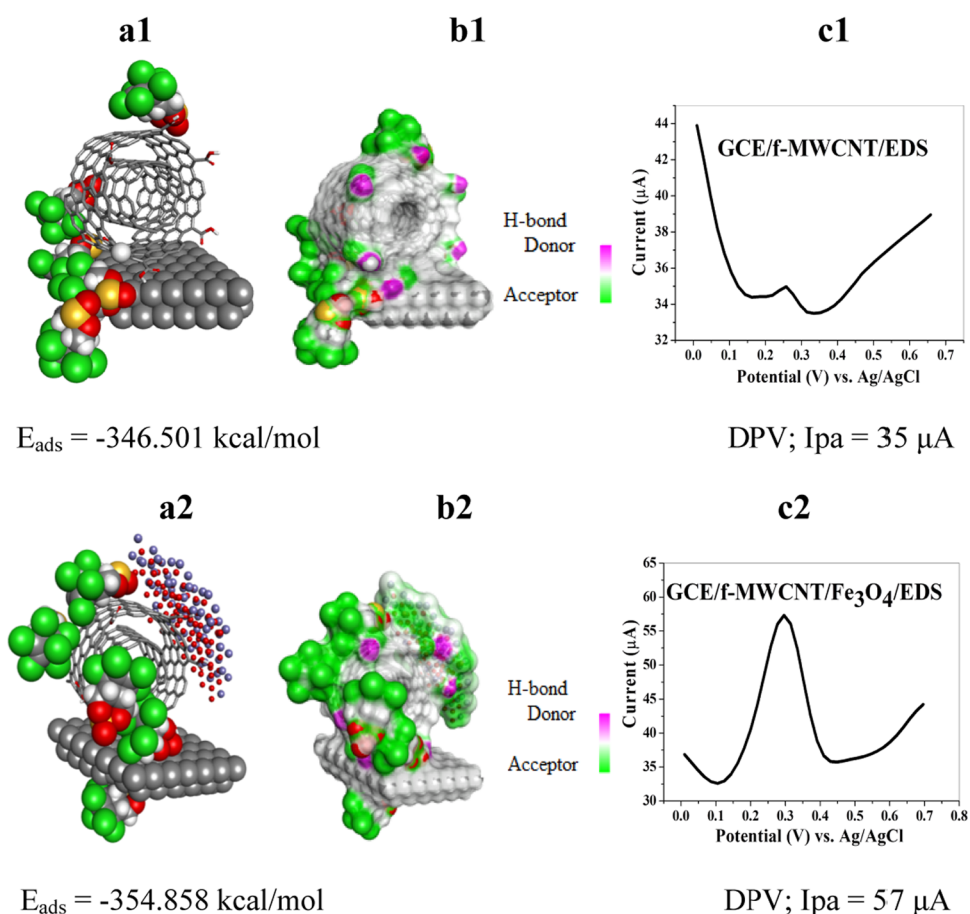 a1
b1
c1
H-bond
Donor
Acceptor
GCE/f-MWCNT/EDS
Current (µA)
44
42
40
38
36
34
32
0.0 0.1 0.2 0.3 0.4 0.5 0.6 0.7
Potential (V) vs. Ag/AgCl
Eads = -346.501 kcal/mol
DPV; Ipa = 35 µA
a2
b2
c2
H-bond
Donor
Acceptor
GCE/f-MWCNT/Fe3O4/EDS
Current (µA)
65
60
55
50
45
40
35
30
0.0 0.1 0.2 0.3 0.4 0.5 0.6 0.7 0.8
Potential (V) vs. Ag/AgCl
Eads = -354.858 kcal/mol
DPV; Ipa = 57 µA